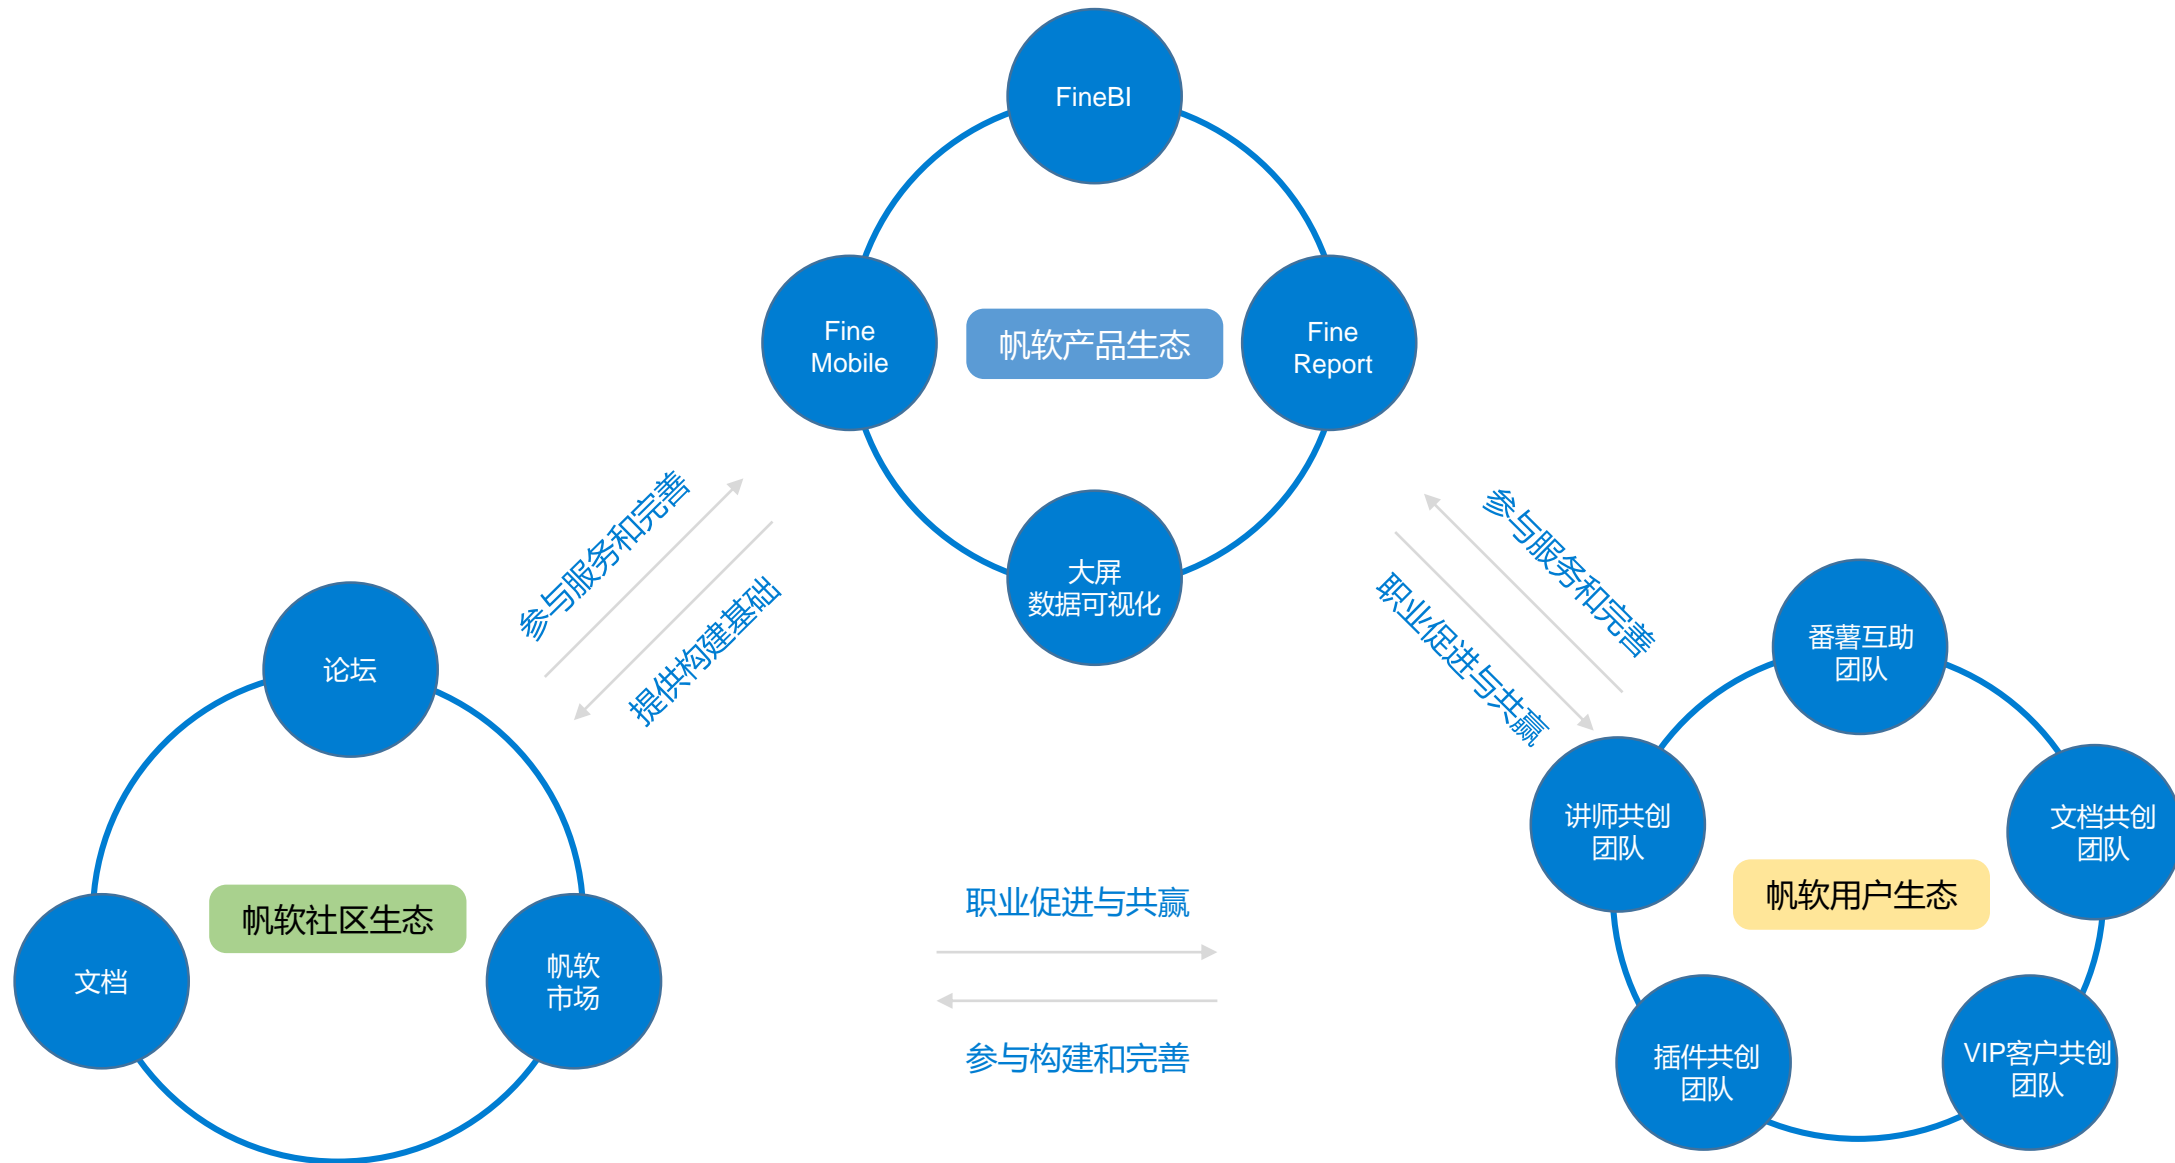 FineBI
Fine
Mobile
帆软产品生态
Fine
Report
大屏
数据可视化
参与服务和完善
提供构建基础
参与服务和完善
职业促进与共赢
论坛
文档
帆软社区生态
帆软
市场
职业促进与共赢
参与构建和完善
番薯互助
团队
讲师共创
团队
文档共创
团队
帆软用户生态
插件共创
团队
VIP客户共创
团队